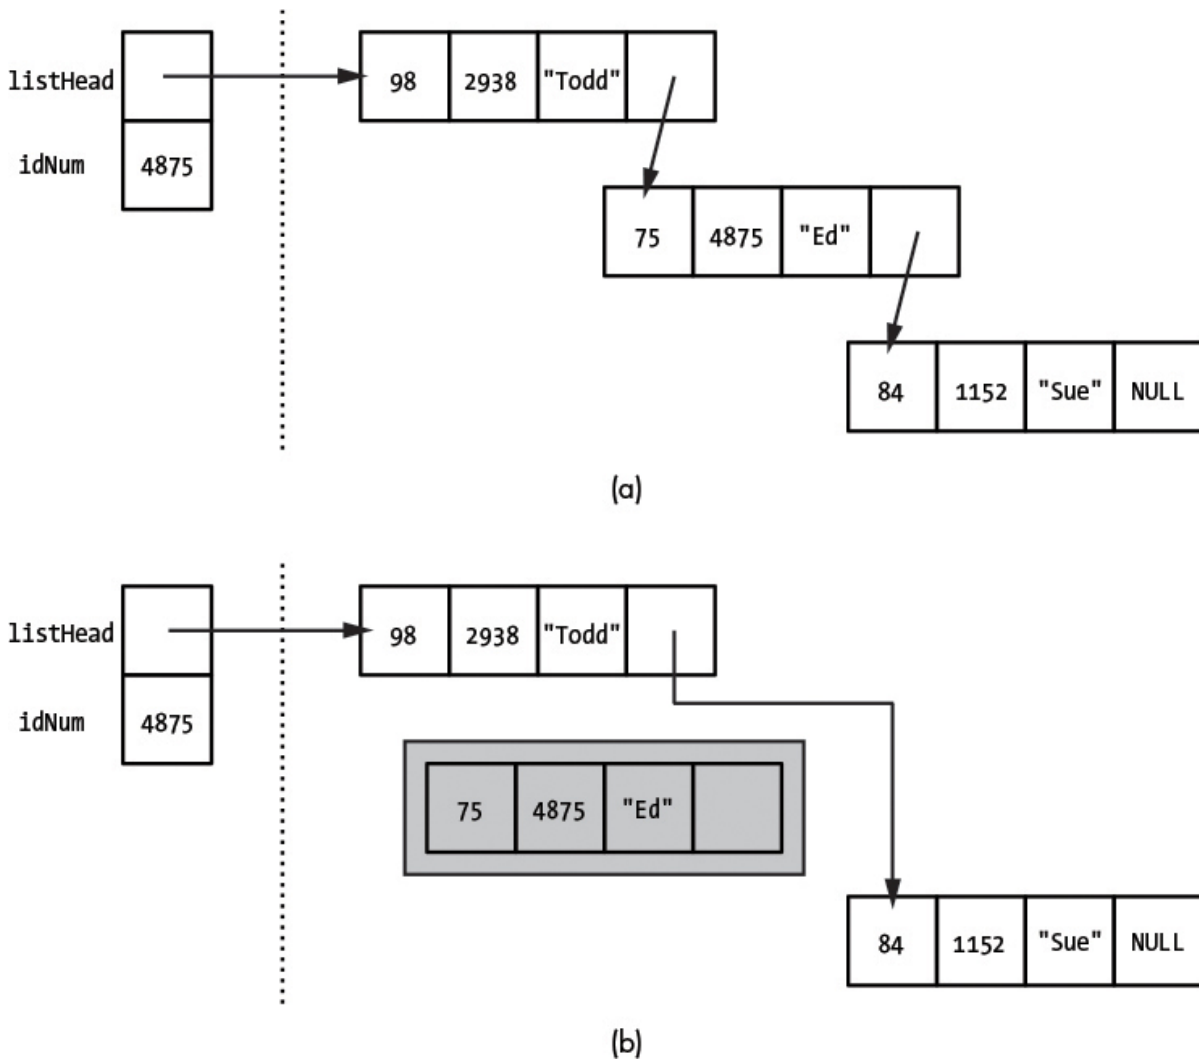 listHead
98 2938 "Todd"
idNum 4875
75 4875 "Ed"
84 1152 "Sue" NULL
(a)
listHead
98 2938 "Todd"
idNum 4875
75 4875 "Ed"
84 1152 "Sue" NULL
(b)